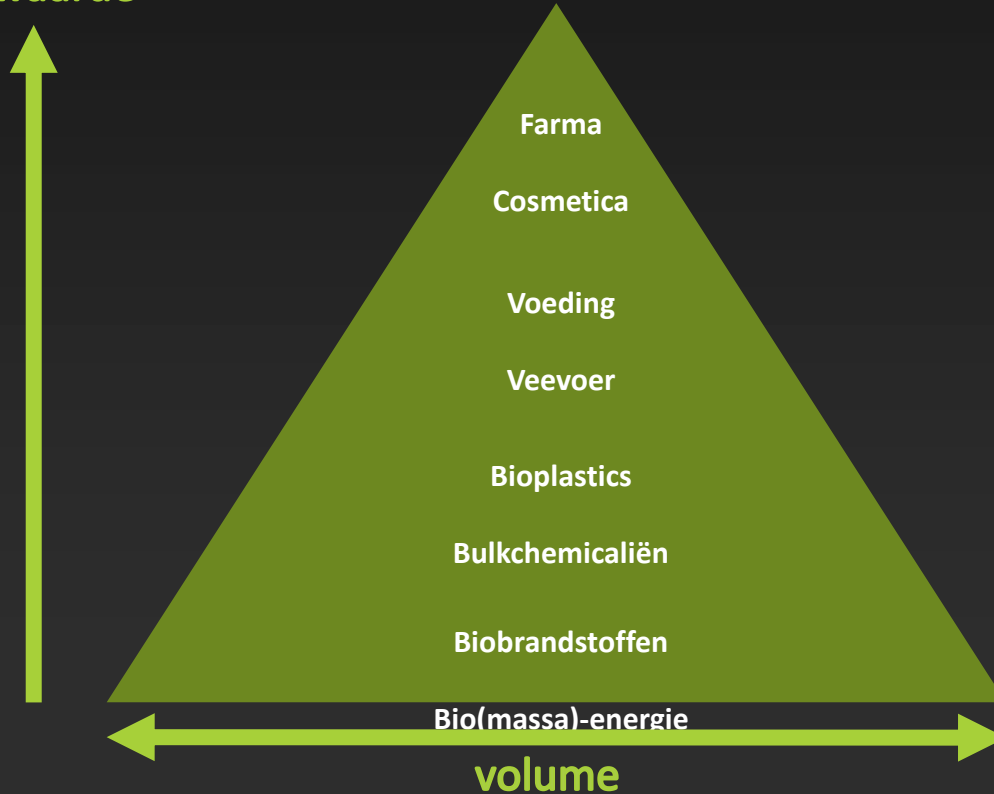 Farma
Cosmetica
Voeding
Veevoer
Bioplastics
Bulkchemicaliën
Biobrandstoffen
Bio(massa)-energie
volume